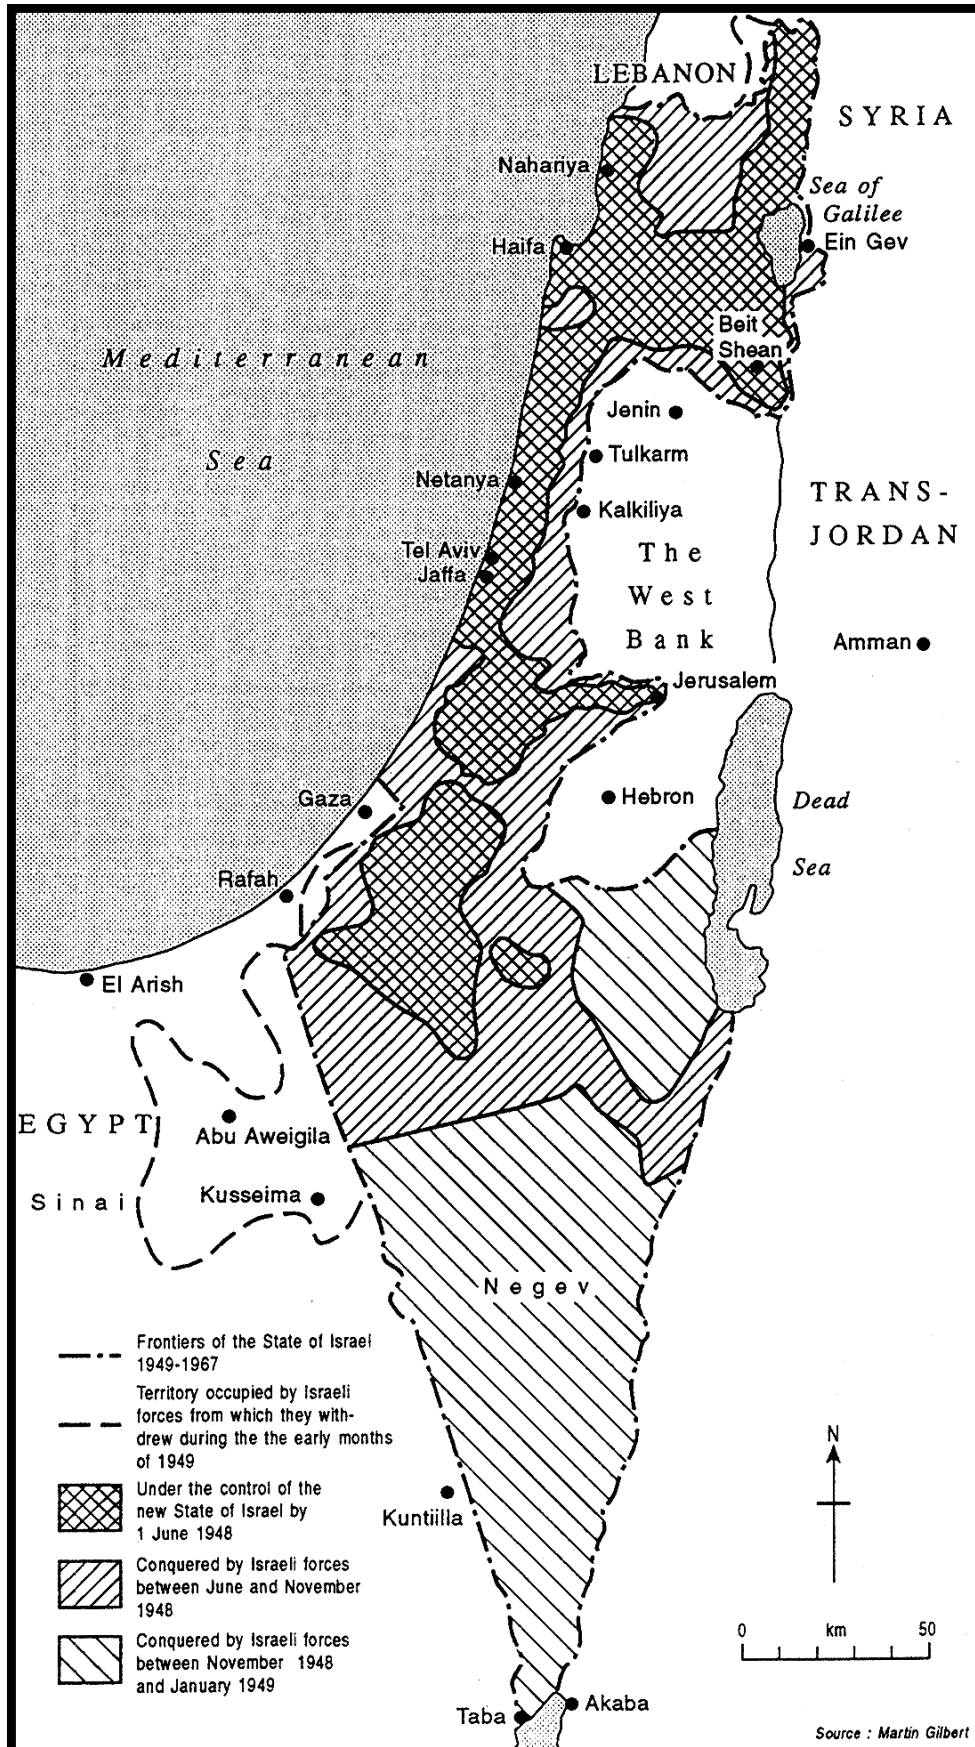 LEBANON
SYRIA
Nahariya
Sea of
Galilee
Haifa
Ein Gev
Beit
Shean
Mediterranean
Sea
Jenin
Tulkarm
Netanya
Kalkiliya
TRANS-
JORDAN
Tel Aviv
Jaffa
The
West
Bank
Amman
Jerusalem
Gaza
Hebron
Dead
Sea
Rafah
El Arish
EGYPT
Abu Aweigila
Sinai
Kusseima
Negev
Frontiers of the State of Israel
1949-1967
Territory occupied by Israeli
forces from which they with-
drew during the the early months
of 1949
Under the control of the
new State of Israel by
1 June 1948
Conquered by Israeli forces
between June and November
1948
Conquered by Israeli forces
between November 1948
and January 1949
Kuntiilla
N
0 km 50
Taba
Akaba
Source : Martin Gilbert